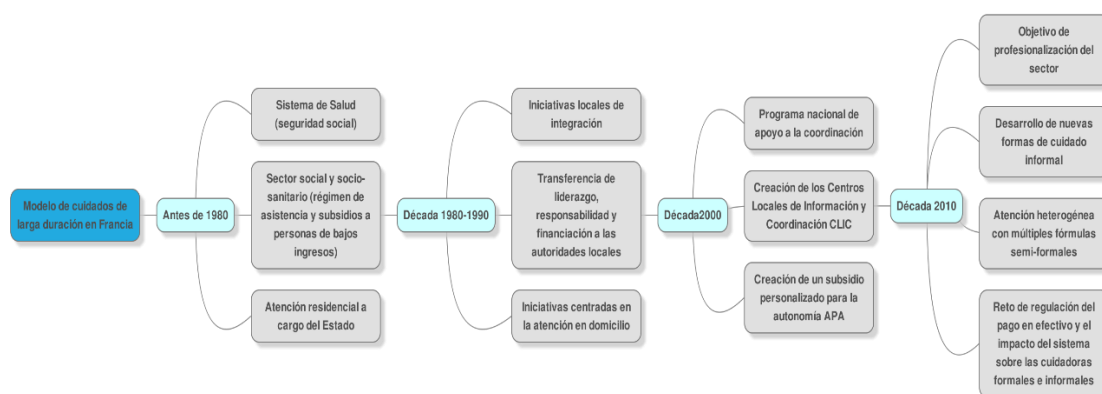 Modelo de cuidados de
larga duración en Francia
Antes de 1980
Sistema de Salud
(seguridad social)
Sector social y socio-
sanitario (régimen de
asistencia y subsidios a
personas de bajos
ingresos)
Atención residencial a
cargo del Estado
Década 1980-1990
Iniciativas locales de
integración
Transferencia de
liderazgo,
responsabilidad y
financiación a las
autoridades locales
Iniciativas centradas en
la atención en domicilio
Década2000
Programa nacional de
apoyo a la coordinación
Creación de los Centros
Locales de Información y
Coordinación CLIC
Creación de un subsidio
personalizado para la
autonomía APA
Década 2010
Objetivo de
profesionalización del
sector
Desarrollo de nuevas
formas de cuidado
informal
Atención heterogénea
con múltiples fórmulas
semi-formales
Reto de regulación del
pago en efectivo y el
impacto del sistema
sobre las cuidadoras
formales e informales